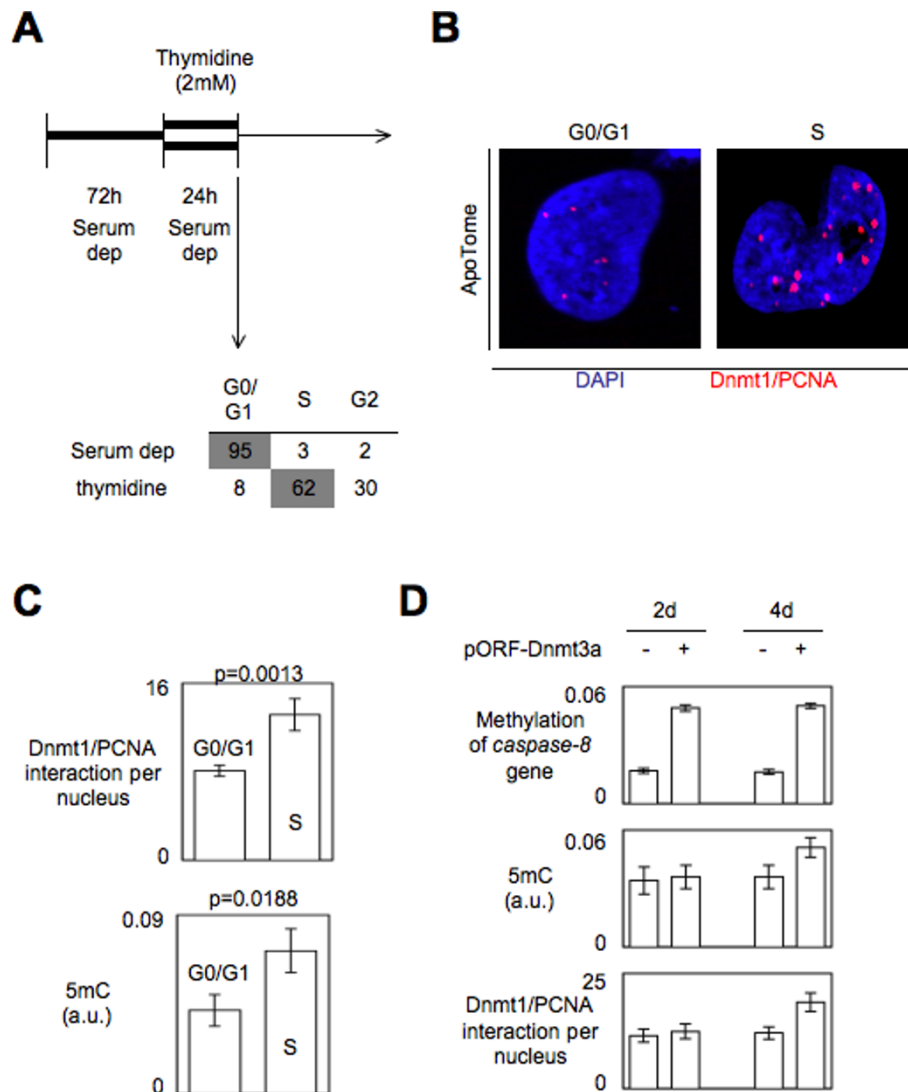 A
Thymidine
(2mM)
72h
Serum
dep
24h
Serum
dep
G0/
G1
S
G2
Serum dep
95
3
2
thymidine
8
62
30
B
G0/G1
S
ApoTome
DAPI
Dnmt1/PCNA
C
p=0.0013
16
Dnmt1/PCNA
interaction per
nucleus
G0/G1
S
0
p=0.0188
0.09
5mC
(a.u.)
G0/G1
S
0
D
2d
4d
pORF-Dnmt3a
- + - +
0.06
Methylation
of caspase-8
gene
0
0.06
5mC
(a.u.)
0
25
Dnmt1/PCNA
interaction per
nucleus
0